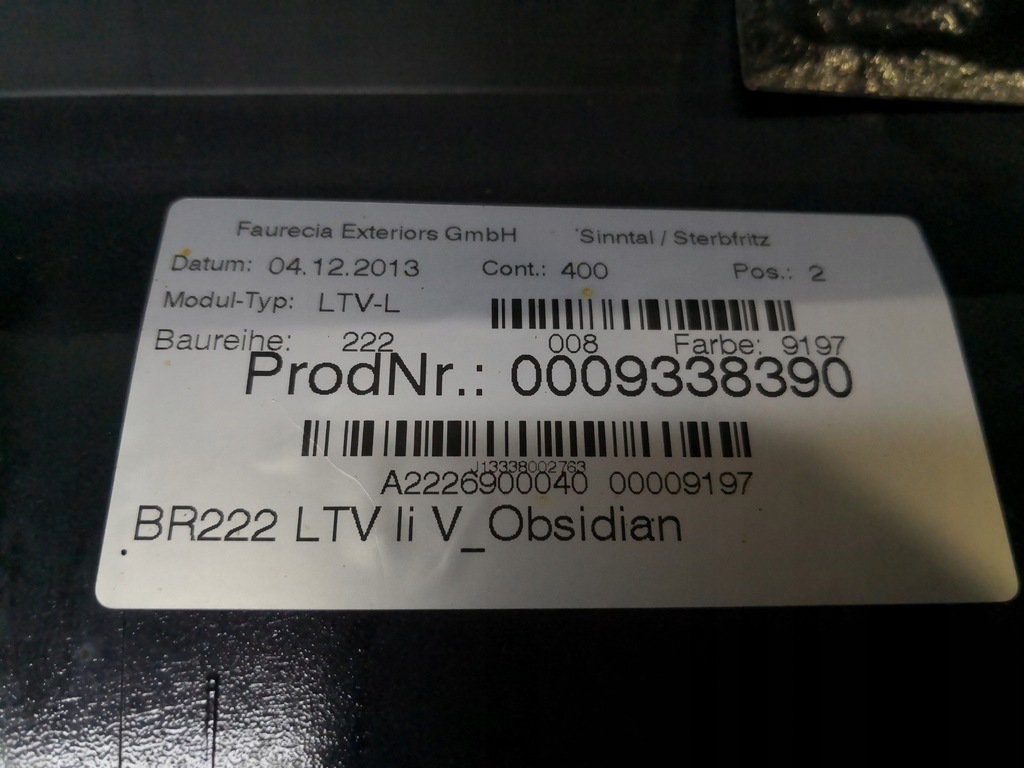 Faurecia Exteriors GmbH Sinntal / Sterbfritz
Datum: 04.12.2013 Cont.: 400 Pos.: 2
Modul-Typ: LTV-L
Baureihe: 222 008 Farbe: 9197
ProdNr.: 0009338390
J13338002763
A2226900040 00009197
BR222 LTV li V_Obsidian